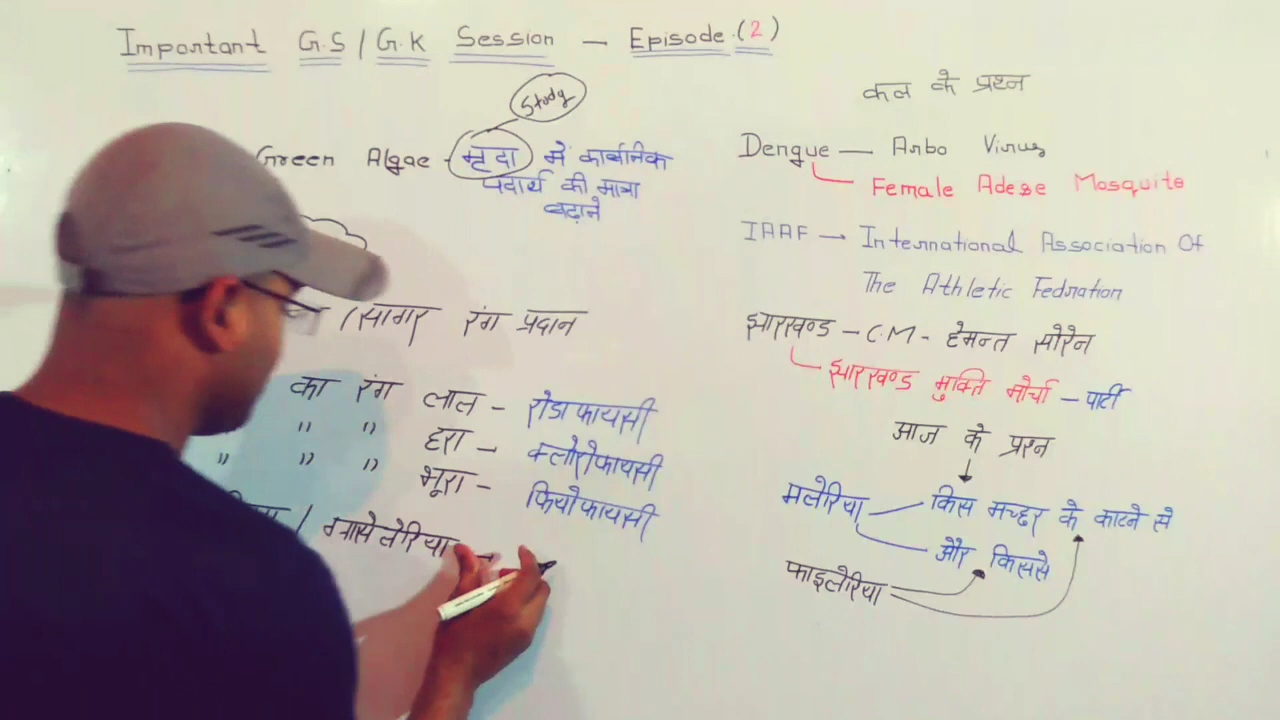 Important G.S / G.K Session - Episode.(2)
Study
Green Algae - मृदा में कार्बनिक
पदार्थ की मात्रा
बढ़ाने
/ सागर रंग प्रदान
का रंग लाल - रोडोफायसी
" " हरा - क्लोरोफायसी
" " " भूरा - फियोफायसी
/ ग्रासेलेरिया -
कल के प्रश्न
Dengue — Arbo Virus
Female Adese Mosquito
IAAF → International Association Of
The Athletic Fedration
झारखण्ड - C.M - हेमन्त सोरेन
झारखण्ड मुक्ति मोर्चा - पार्टी
आज के प्रश्न
मलेरिया किस मच्छर के काटने से
और किससे
फाइलेरिया